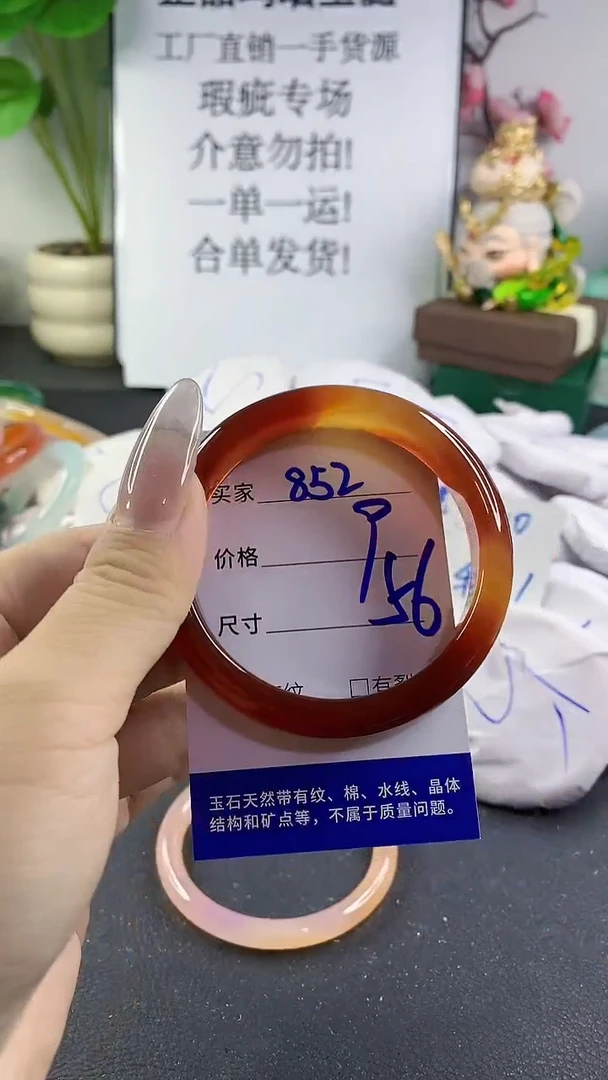 工厂直销一手货源
瑕疵专场
介意勿拍!
一单一运!
合单发货!
买家 852
价格
尺寸 56
纹 □有裂
玉石天然带有纹、棉、水线、晶体
结构和矿点等，不属于质量问题。